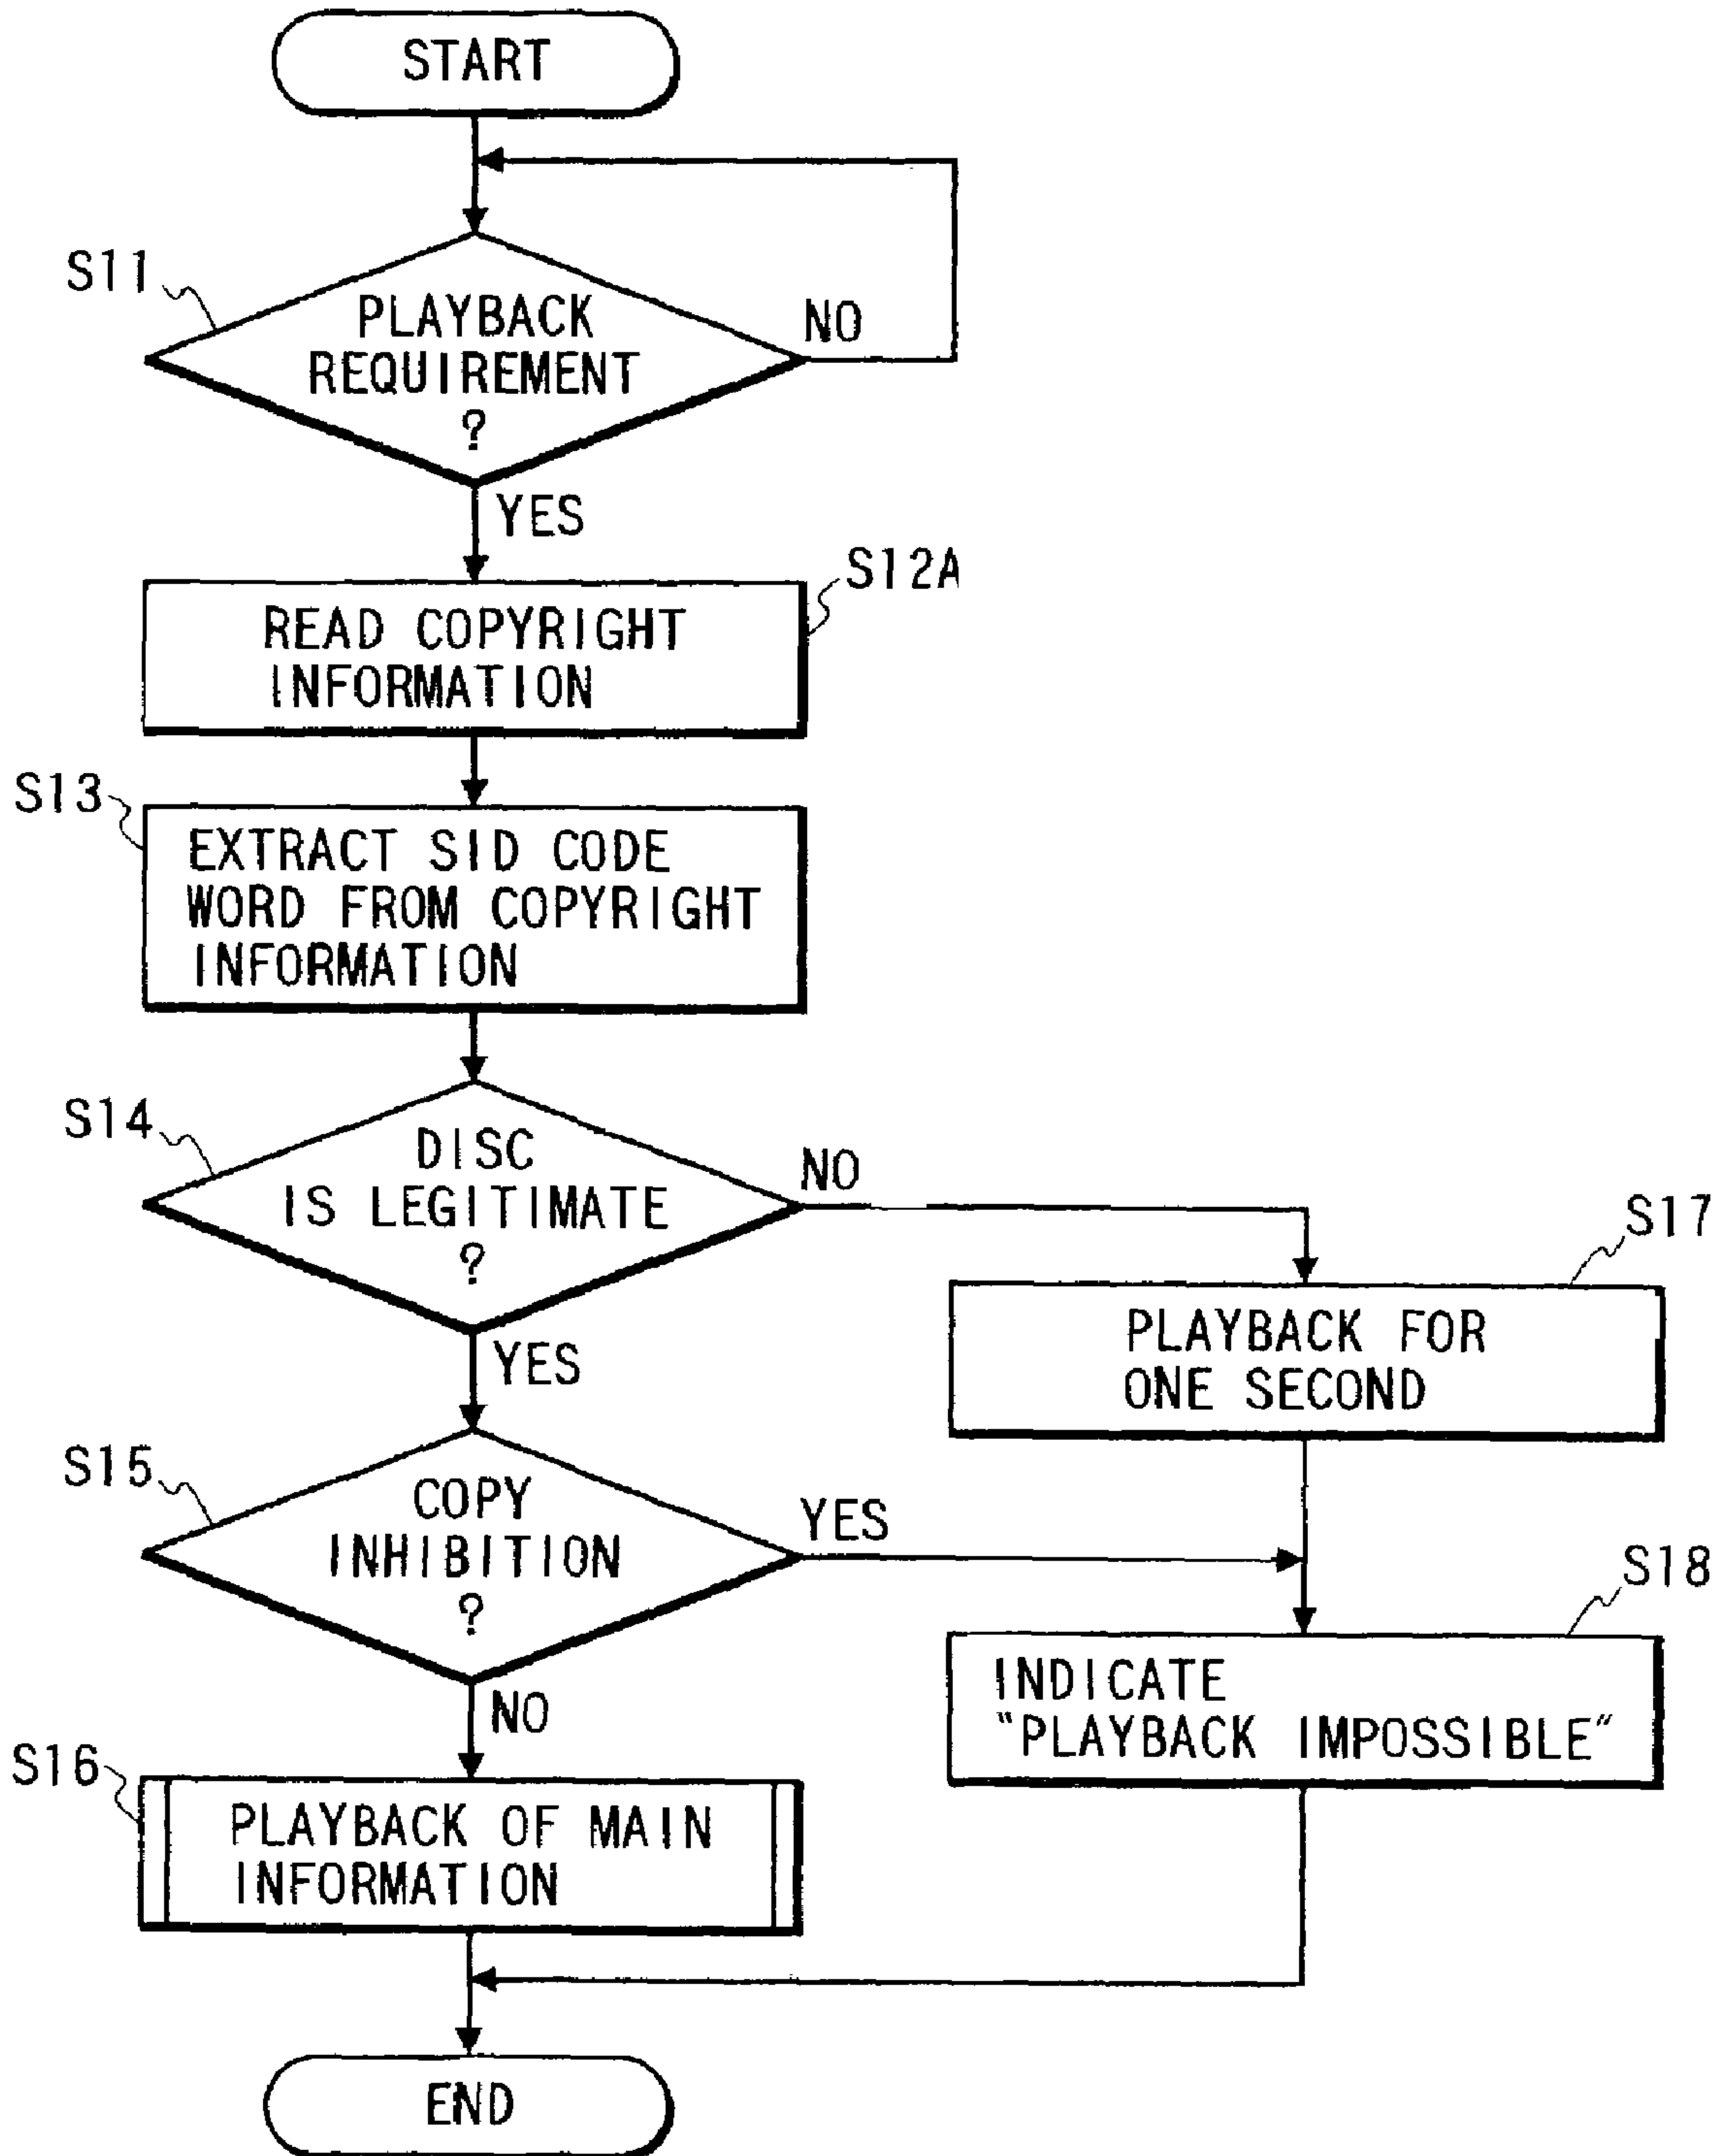 START
S11
PLAYBACK
REQUIREMENT
?
NO
YES
S12A
READ COPYRIGHT
INFORMATION
S13
EXTRACT SID CODE
WORD FROM COPYRIGHT
INFORMATION
S14
DISC
IS LEGITIMATE
?
NO
YES
S17
PLAYBACK FOR
ONE SECOND
S15
COPY
INHIBITION
?
YES
NO
S18
INDICATE
"PLAYBACK IMPOSSIBLE"
S16
PLAYBACK OF MAIN
INFORMATION
END